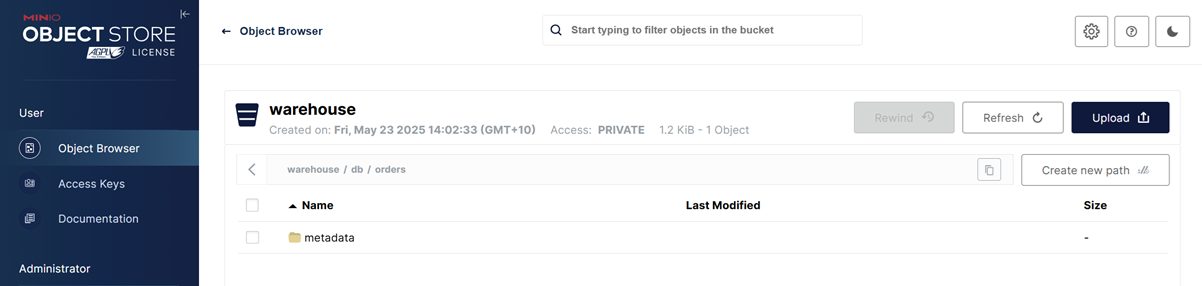 MINIO
OBJECT STORE
AGPL LICENSE
User
Object Browser
Access Keys
Documentation
Administrator
Object Browser
Start typing to filter objects in the bucket
warehouse
Created on: Fri, May 23 2025 14:02:33 (GMT+10) Access: PRIVATE 1.2 KiB - 1 Object
Rewind Refresh Upload
warehouse / db / orders
Create new path
Name Last Modified Size
metadata -